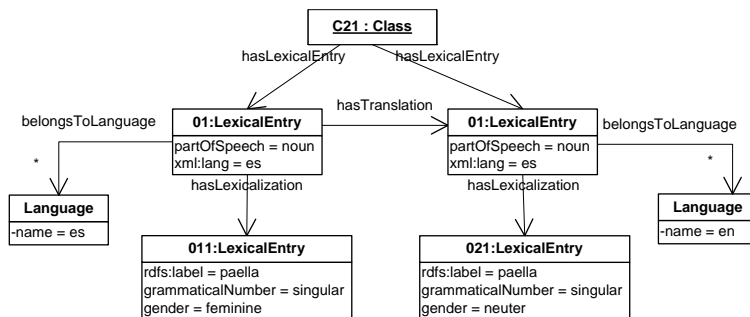 C21 : Class
hasLexicalEntry
hasLexicalEntry
hasTranslation
belongsToLanguage
01:LexicalEntry
partOfSpeech = noun
xml:lang = es
01:LexicalEntry
partOfSpeech = noun
xml:lang = es
belongsToLanguage
*
*
hasLexicalization
hasLexicalization
Language
-name = es
Language
-name = en
011:LexicalEntry
rdfs:label = paella
grammaticalNumber = singular
gender = feminine
021:LexicalEntry
rdfs:label = paella
grammaticalNumber = singular
gender = neuter